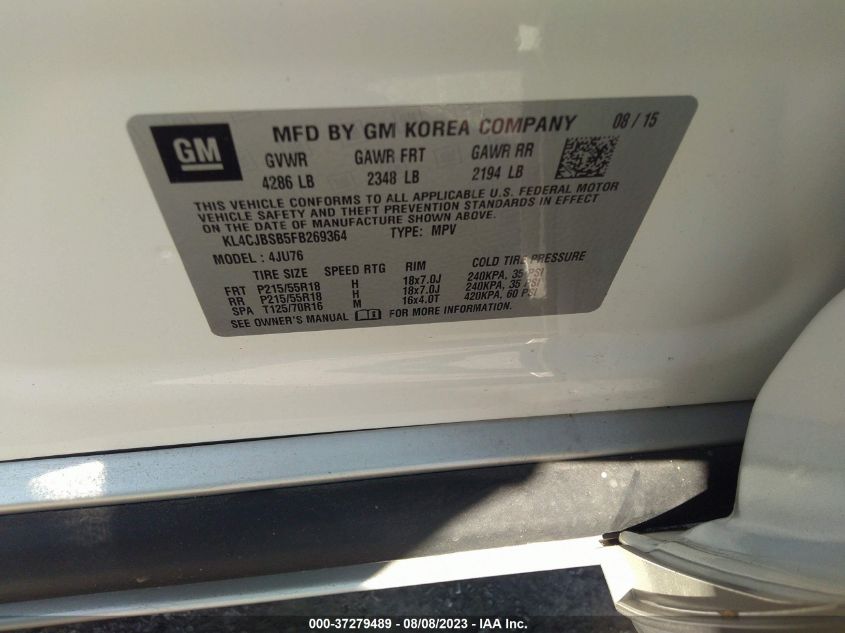 GM
MFD BY GM KOREA COMPANY 08 / 15
GVWR GAWR FRT GAWR RR
4286 LB 2348 LB 2194 LB
THIS VEHICLE CONFORMS TO ALL APPLICABLE U.S. FEDERAL MOTOR
VEHICLE SAFETY AND THEFT PREVENTION STANDARDS IN EFFECT
ON THE DATE OF MANUFACTURE SHOWN ABOVE.
KL4CJBSB5FB269364 TYPE: MPV
MODEL : 4JU76
TIRE SIZE SPEED RTG RIM COLD TIRE PRESSURE
FRT P215/55R18 H 18x7.0J 240KPA, 35 PSI
RR P215/55R18 H 18x7.0J 240KPA, 35 PSI
SPA T125/70R16 M 16x4.0T 420KPA, 60 PSI
SEE OWNER'S MANUAL FOR MORE INFORMATION.
000-37279489 - 08/08/2023 - IAA Inc.